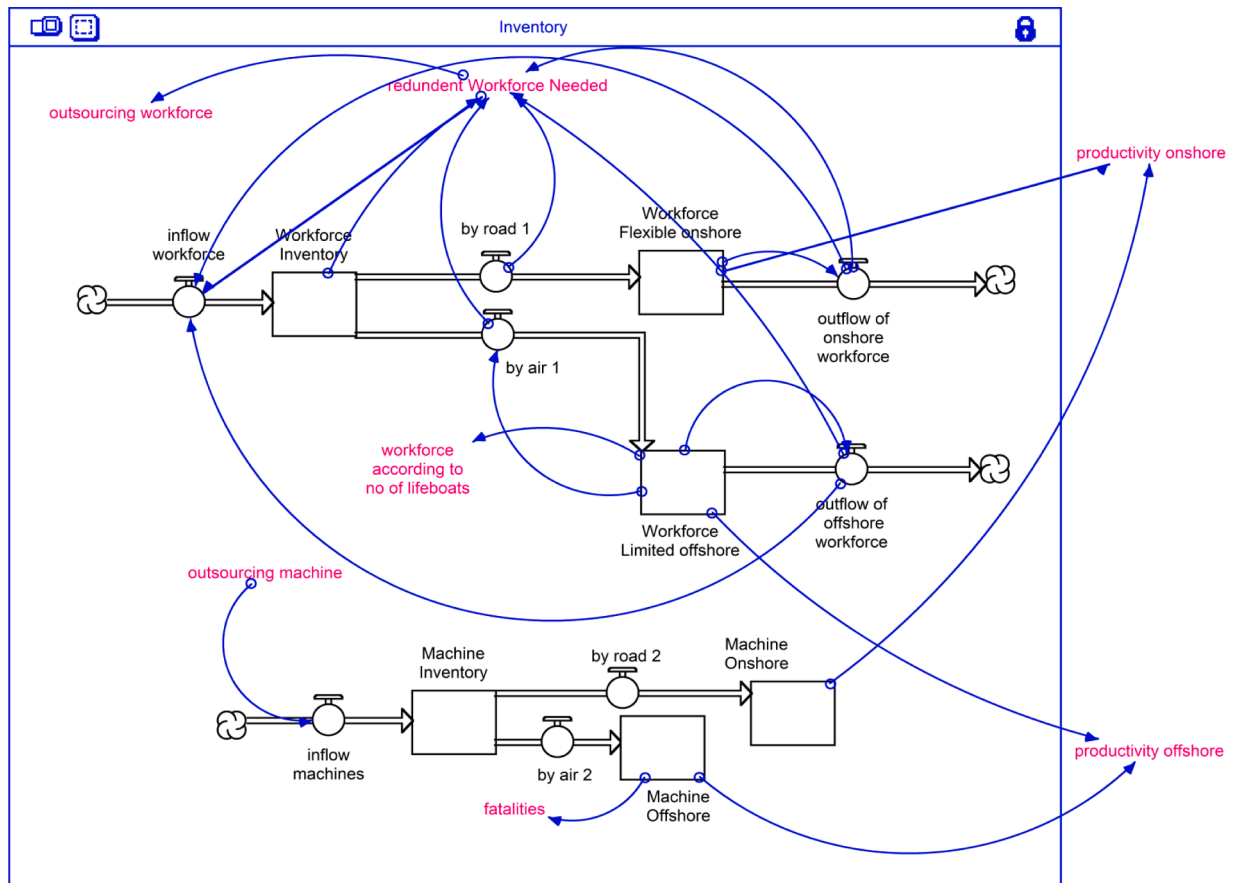 Inventory
redundent Workforce Needed
outsourcing workforce
productivity onshore
inflow
workforce
Workforce
Inventory
by road 1
Workforce
Flexible onshore
outflow of
onshore
workforce
by air 1
workforce
according to
no of lifeboats
Workforce
Limited offshore
outflow of
offshore
workforce
outsourcing machine
Machine
Inventory
by road 2
Machine
Onshore
inflow
machines
by air 2
productivity offshore
fatalities
Machine
Offshore